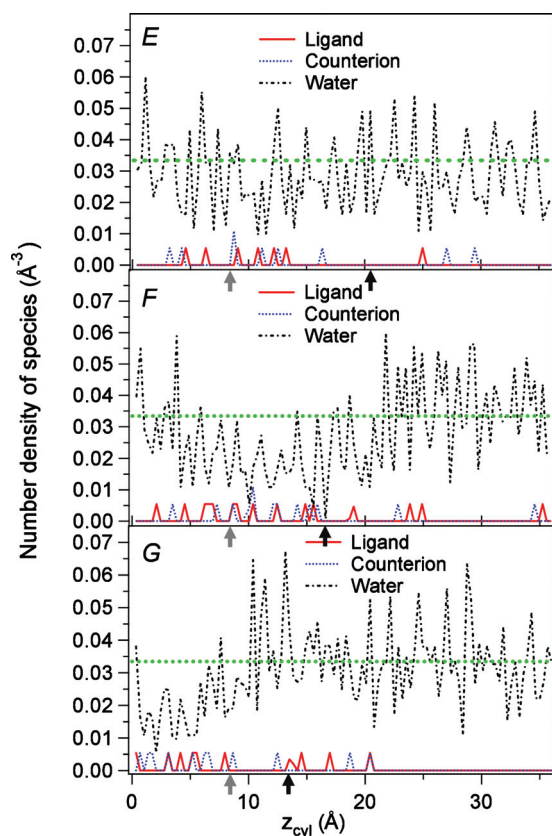 Number density of species (Å⁻³)
E
Ligand
Counterion
Water
0.07
0.06
0.05
0.04
0.03
0.02
0.01
0.00
F
Ligand
Counterion
Water
0.07
0.06
0.05
0.04
0.03
0.02
0.01
0.00
G
Ligand
Counterion
Water
0.07
0.06
0.05
0.04
0.03
0.02
0.01
0.00
0 10 20 30
z_cyl (Å)